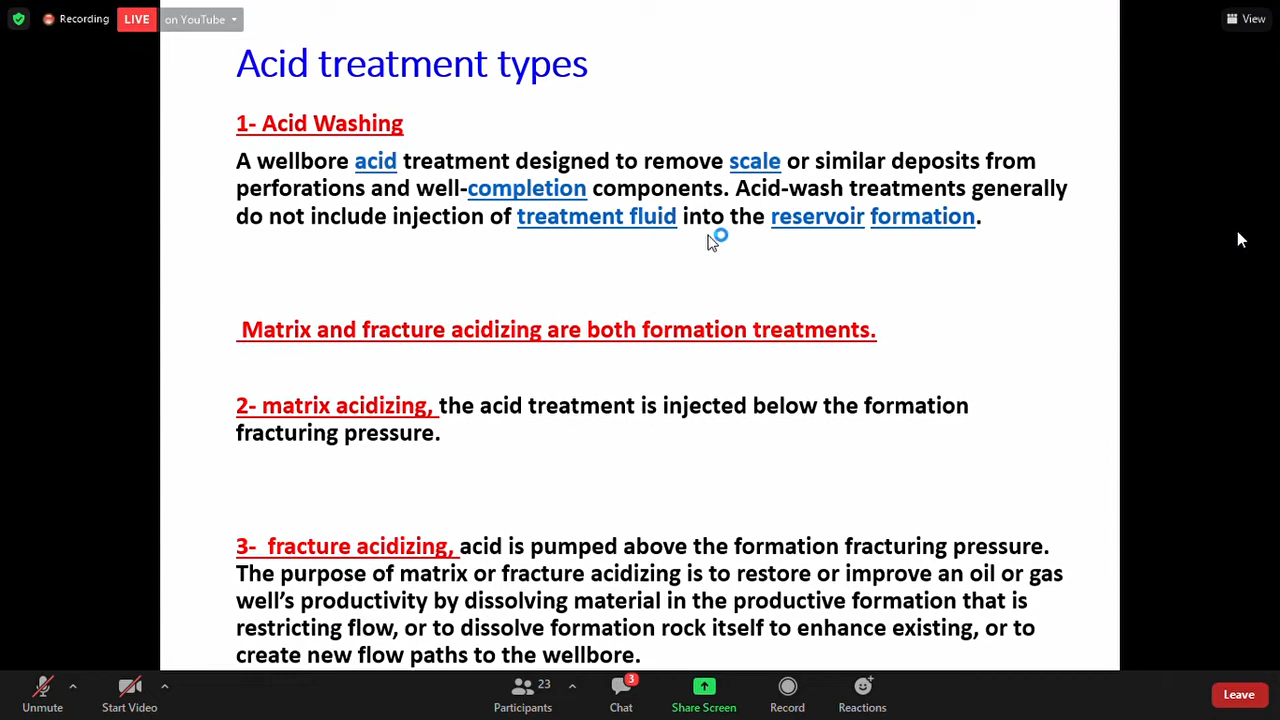 Recording LIVE on YouTube View
Acid treatment types
1- Acid Washing
A wellbore acid treatment designed to remove scale or similar deposits from
perforations and well-completion components. Acid-wash treatments generally
do not include injection of treatment fluid into the reservoir formation.
Matrix and fracture acidizing are both formation treatments.
2- matrix acidizing, the acid treatment is injected below the formation
fracturing pressure.
3- fracture acidizing, acid is pumped above the formation fracturing pressure.
The purpose of matrix or fracture acidizing is to restore or improve an oil or gas
well’s productivity by dissolving material in the productive formation that is
restricting flow, or to dissolve formation rock itself to enhance existing, or to
create new flow paths to the wellbore.
23 3
Unmute Start Video Participants Chat Share Screen Record Reactions Leave